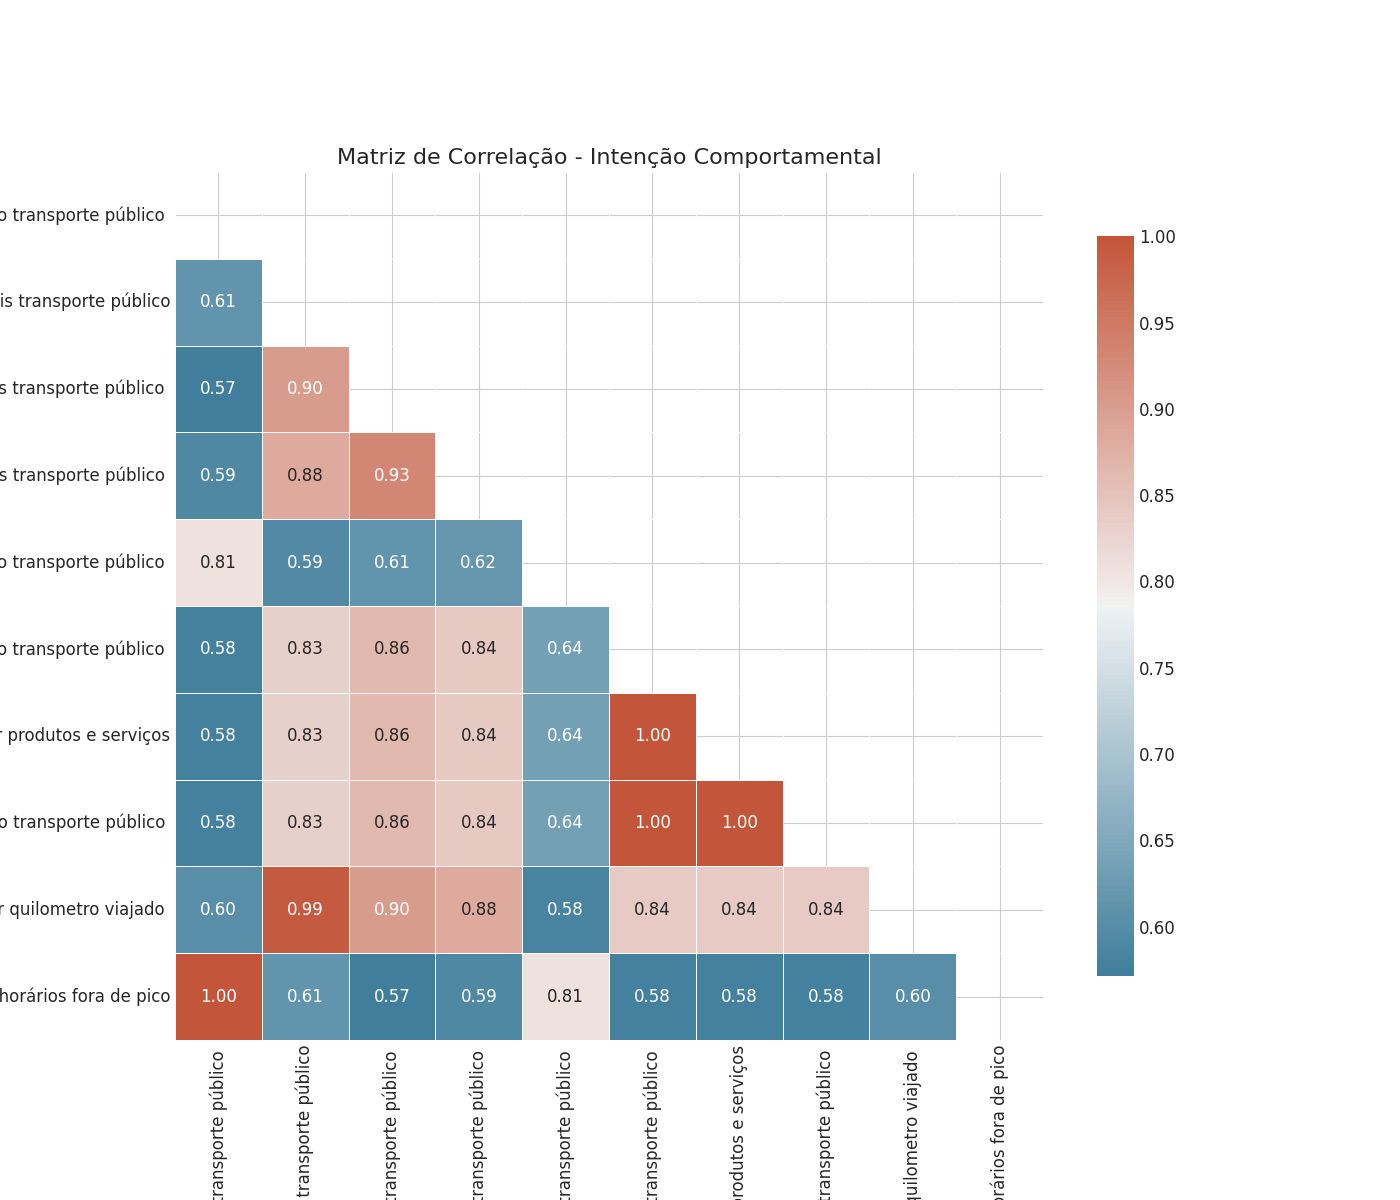 Matriz de Correlação - Intenção Comportamental
o transporte público
is transporte público
0.61
s transporte público
0.57 0.90
s transporte público
0.59 0.88 0.93
o transporte público
0.81 0.59 0.61 0.62
o transporte público
0.58 0.83 0.86 0.84 0.64
r produtos e serviços
0.58 0.83 0.86 0.84 0.64 1.00
o transporte público
0.58 0.83 0.86 0.84 0.64 1.00 1.00
r quilometro viajado
0.60 0.99 0.90 0.88 0.58 0.84 0.84 0.84
horários fora de pico
1.00 0.61 0.57 0.59 0.81 0.58 0.58 0.58 0.60
transporte público
transporte público
transporte público
transporte público
transporte público
transporte público
produtos e serviços
transporte público
quilometro viajado
orários fora de pico
1.00
0.95
0.90
0.85
0.80
0.75
0.70
0.65
0.60